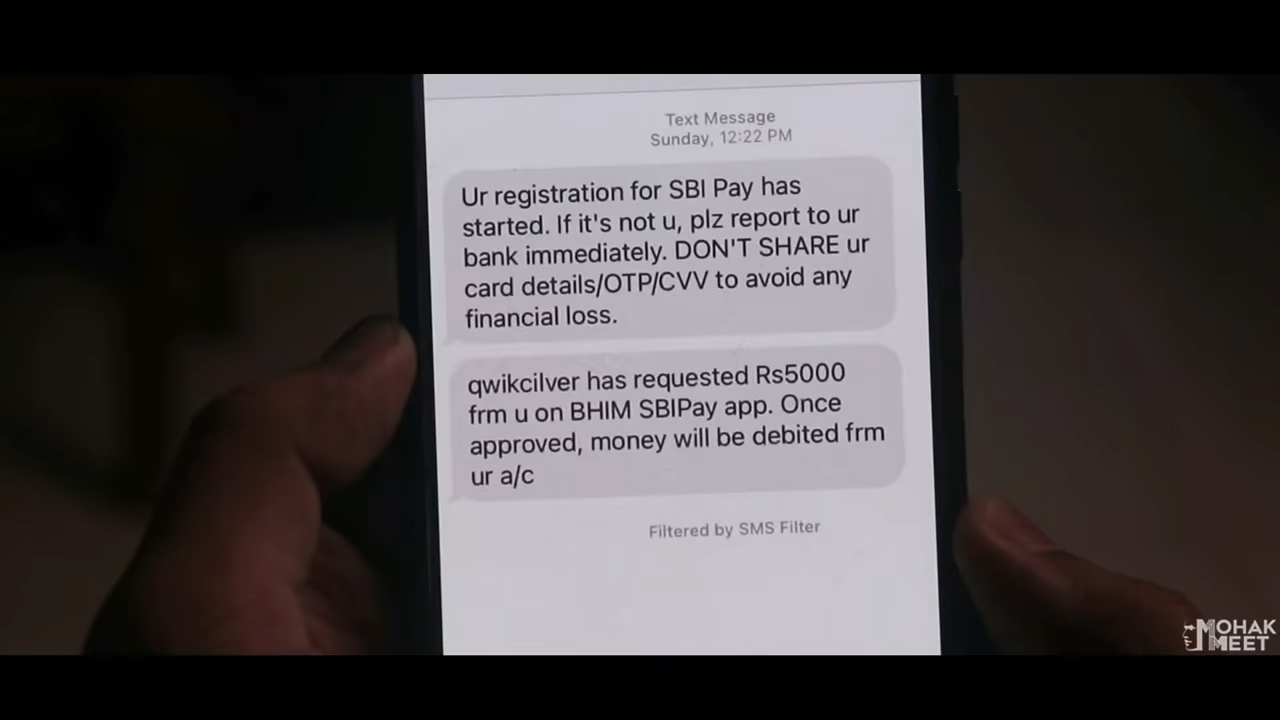 Text Message
Sunday, 12:22 PM
Ur registration for SBI Pay has
started. If it's not u, plz report to ur
bank immediately. DON'T SHARE ur
card details/OTP/CVV to avoid any
financial loss.
qwikcilver has requested Rs5000
frm u on BHIM SBIPay app. Once
approved, money will be debited frm
ur a/c
Filtered by SMS Filter
MOHAK
MEET